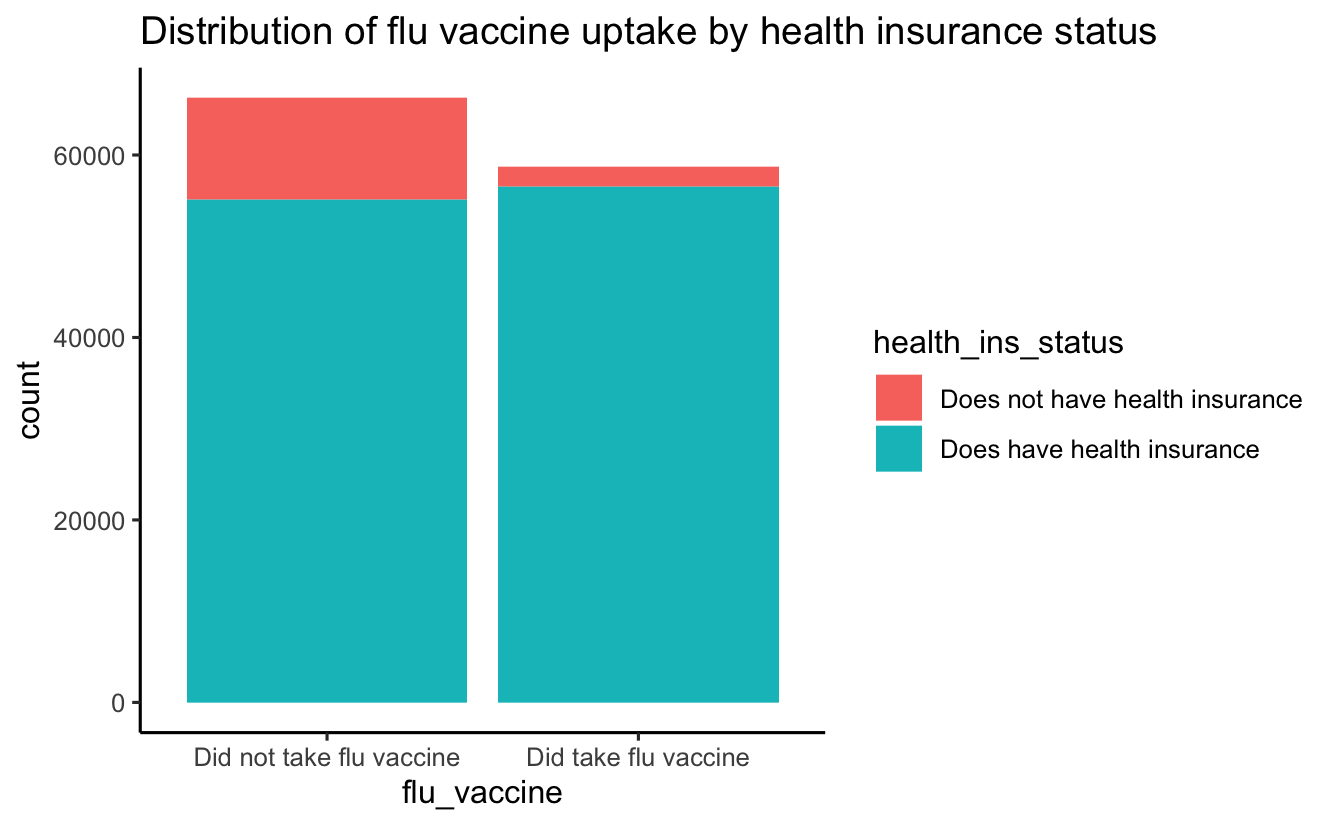 Distribution of flu vaccine uptake by health insurance status
count
60000
40000
20000
0
Did not take flu vaccine
Did take flu vaccine
flu_vaccine
health_ins_status
Does not have health insurance
Does have health insurance